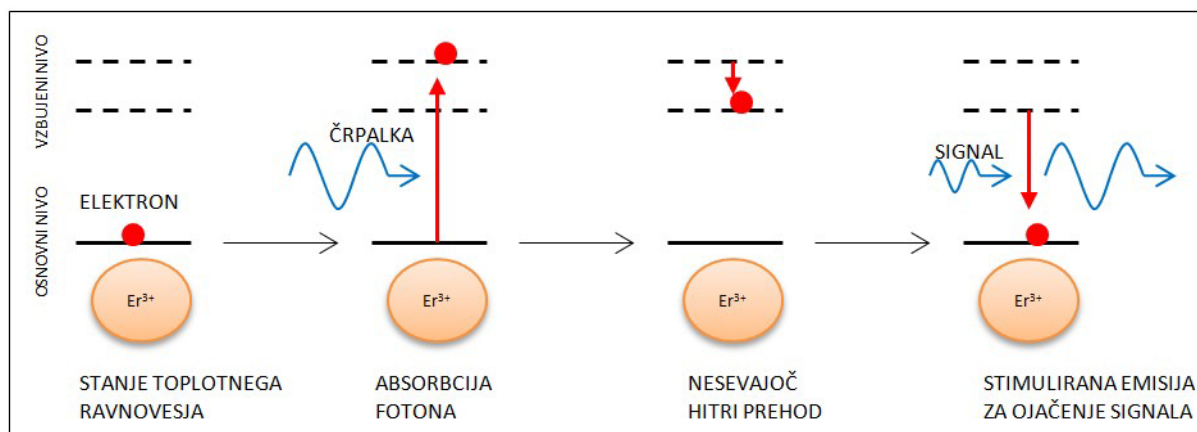 VZBUJENI NIVO
OSNOVNI NIVO
ELEKTRON
ČRPALKA
SIGNAL
Er³⁺
Er³⁺
Er³⁺
Er³⁺
STANJE TOPLOTNEGA
RAVNOVESJA
ABSORBCIJA
FOTONA
NESEVAJOČ
HITRI PREHOD
STIMULIRANA EMISIJA
ZA OJAČENJE SIGNALA